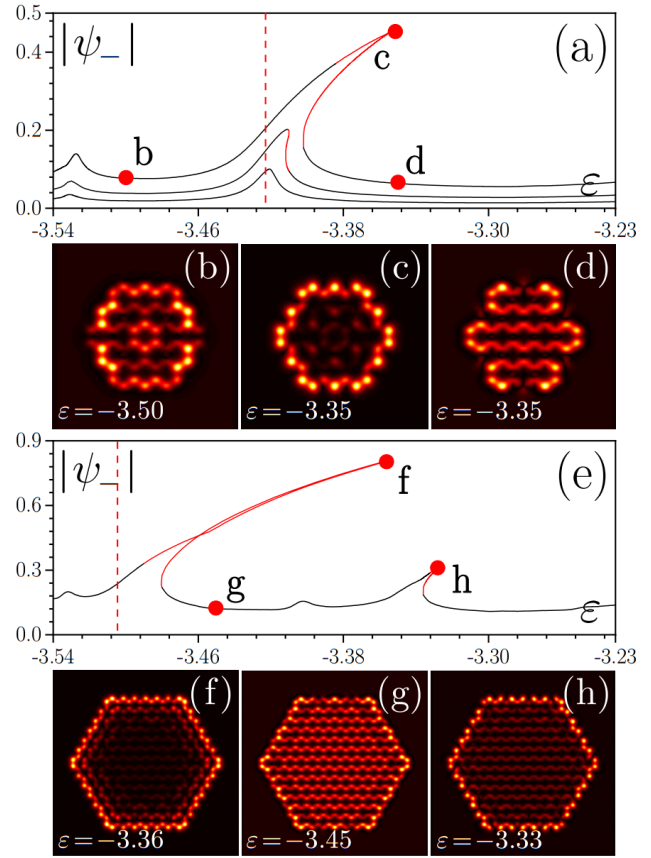 0.5
|ψ_|
(a)
0.4
c
0.2
b
d
ε
0.0
-3.54 -3.46 -3.38 -3.30 -3.23
(b) (c) (d)
ε=−3.50 ε=−3.35 ε=−3.35
0.9
|ψ_|
(e)
f
0.6
0.3
g h
ε
0.0
-3.54 -3.46 -3.38 -3.30 -3.23
(f) (g) (h)
ε=−3.36 ε=−3.45 ε=−3.33